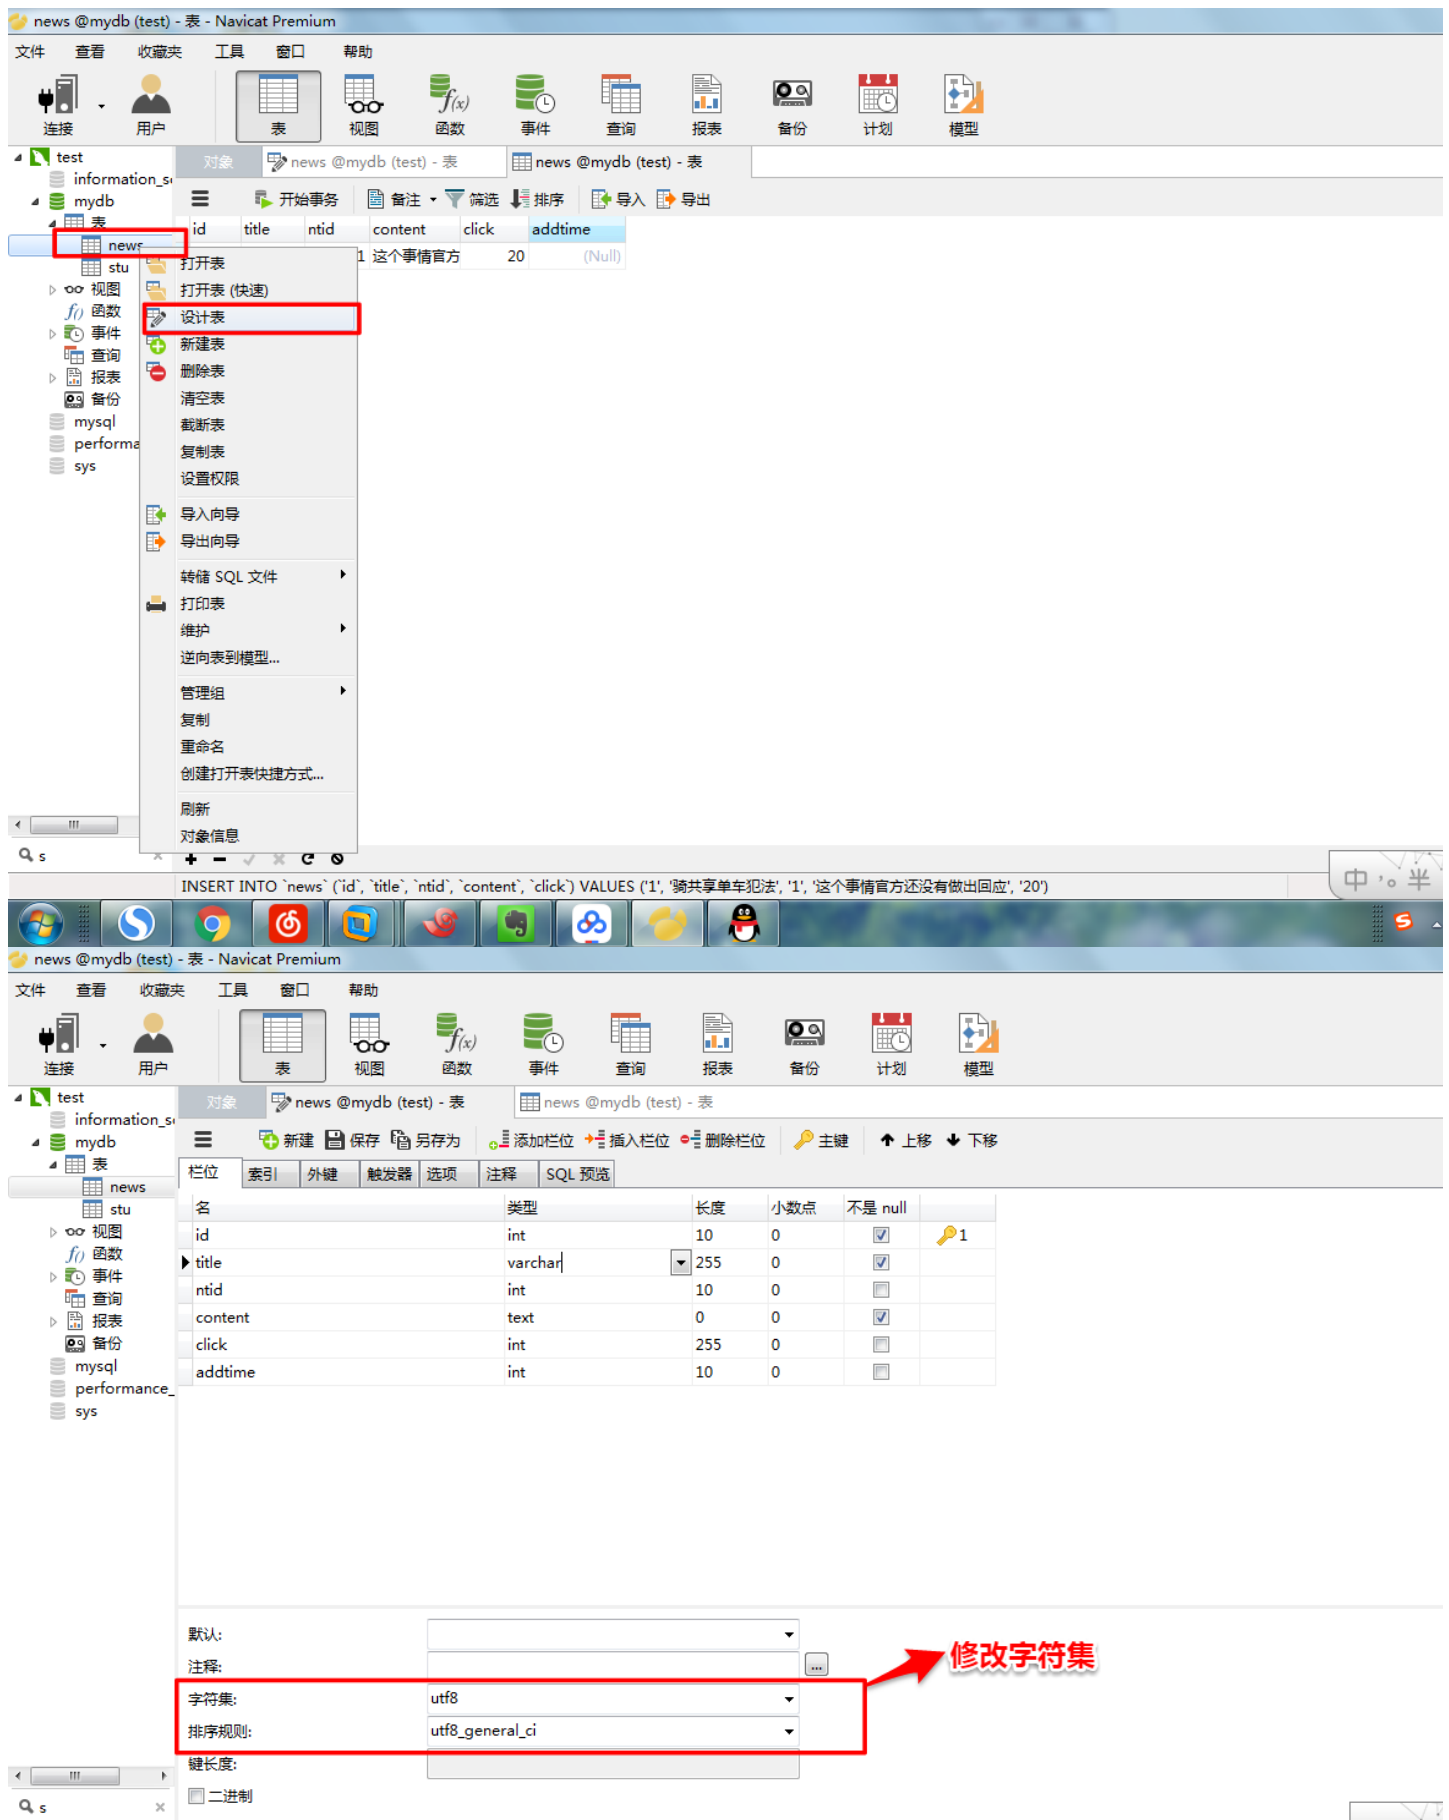 news @mydb (test) - 表 - Navicat Premium
文件 查看 收藏夹 工具 窗口 帮助
连接 用户 表 视图 函数 事件 查询 报表 备份 计划 模型
test
对象 news @mydb (test) - 表 news @mydb (test) - 表
information_s
mydb
开始事务 备注 筛选 排序 导入 导出
表
id title ntid content click addtime
news
1 这个事情官方 20 (Null)
stu
视图
函数
事件
查询
报表
备份
mysql
performa
sys
打开表
打开表 (快速)
设计表
新建表
删除表
清空表
截断表
复制表
设置权限
导入向导
导出向导
转储 SQL 文件
打印表
维护
逆向表到模型...
管理组
复制
重命名
创建打开表快捷方式...
刷新
对象信息
s
INSERT INTO `news` (`id`, `title`, `ntid`, `content`, `click`) VALUES ('1', '骑共享单车犯法', '1', '这个事情官方还没有做出回应', '20')
中 半
news @mydb (test) - 表 - Navicat Premium
文件 查看 收藏夹 工具 窗口 帮助
连接 用户 表 视图 函数 事件 查询 报表 备份 计划 模型
test
对象 news @mydb (test) - 表 news @mydb (test) - 表
information_s
mydb
新建 保存 另存为 添加栏位 插入栏位 删除栏位 主键 上移 下移
表
news
stu
视图
函数
事件
查询
报表
备份
mysql
performance_
sys
栏位 索引 外键 触发器 选项 注释 SQL 预览
名 类型 长度 小数点 不是 null
id int 10 0 1
title varchar 255 0
ntid int 10 0
content text 0 0
click int 255 0
addtime int 10 0
默认:
注释: ...
修改字符集
字符集: utf8
排序规则: utf8_general_ci
键长度:
二进制
s